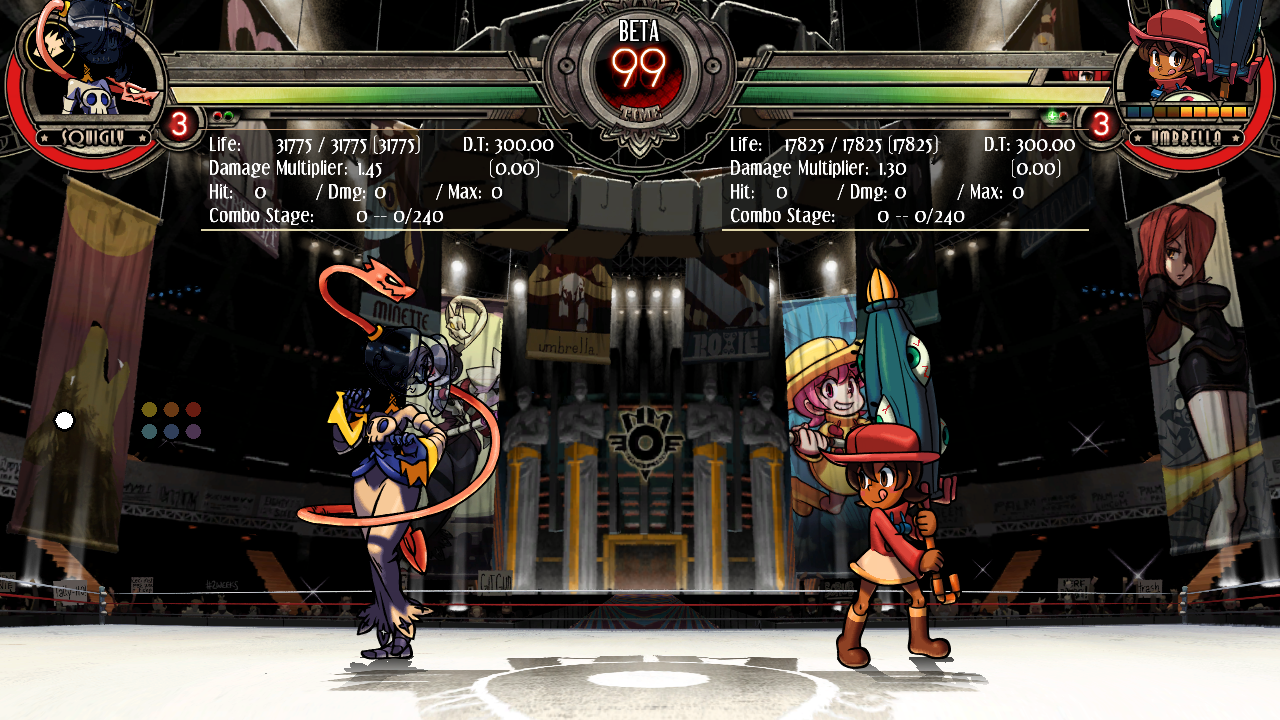 BETA
99
TIME
SQUIGLY
3
3
UMBRELLA
Life: 31775 / 31775 [31775] D.T: 300.00
Damage Multiplier: 1.45 [0.00]
Hit: 0 / Dmg: 0 / Max: 0
Combo Stage: 0 -- 0/240
Life: 17825 / 17825 [17825] D.T: 300.00
Damage Multiplier: 1.30 [0.00]
Hit: 0 / Dmg: 0 / Max: 0
Combo Stage: 0 -- 0/240
MINETTE
umbrella
ROXIE